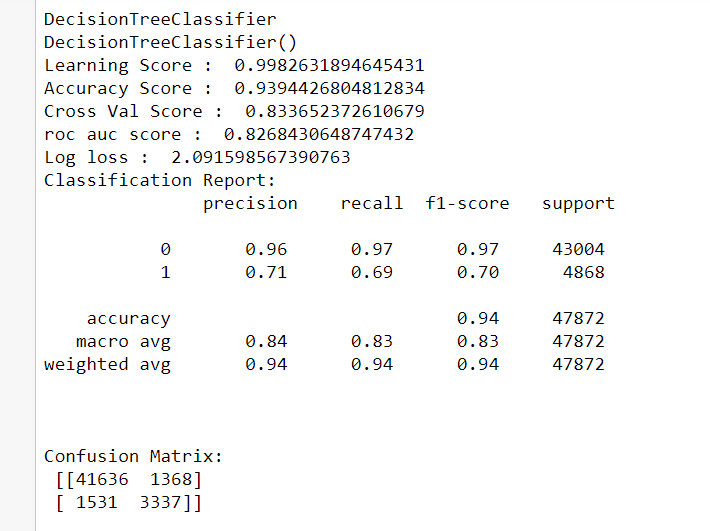 DecisionTreeClassifier
DecisionTreeClassifier()
Learning Score :  0.9982631894645431
Accuracy Score :  0.9394426804812834
Cross Val Score :  0.833652372610679
roc auc score :  0.8268430648747432
Log loss :  2.091598567390763
Classification Report:
               precision    recall  f1-score   support
           0       0.96      0.97      0.97     43004
           1       0.71      0.69      0.70      4868
    accuracy                           0.94     47872
   macro avg       0.84      0.83      0.83     47872
weighted avg       0.94      0.94      0.94     47872
Confusion Matrix:
 [[41636  1368]
 [ 1531  3337]]